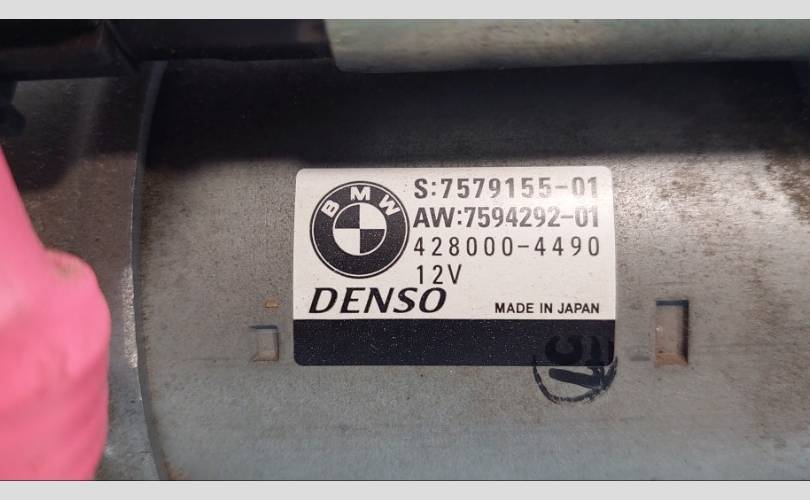 BMW
S:7579155-01
AW:7594292-01
428000-4490
12V
DENSO
MADE IN JAPAN